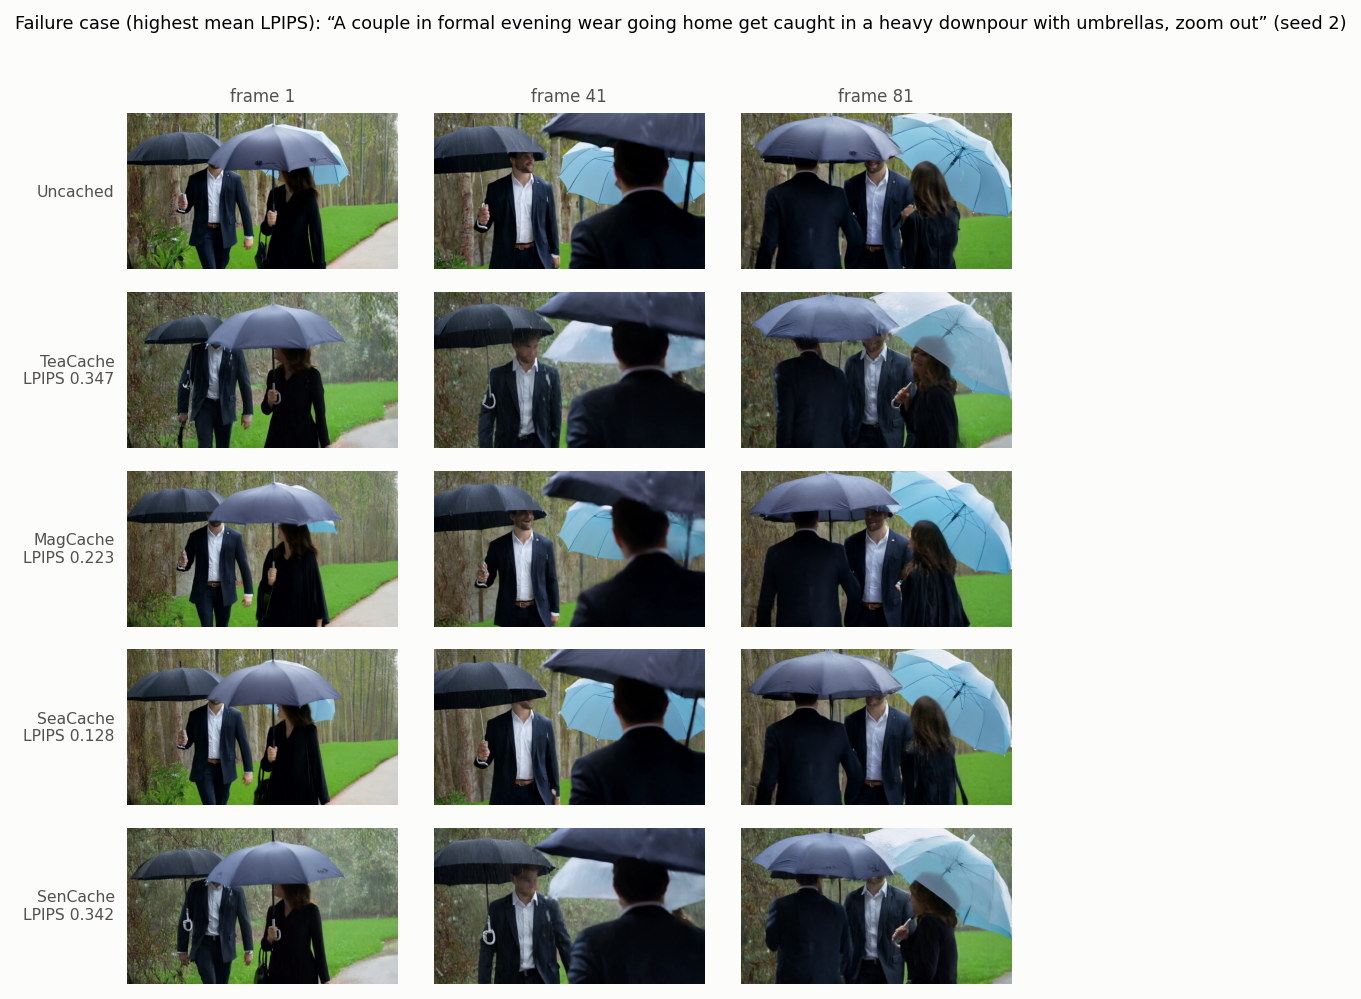 Failure case (highest mean LPIPS): “A couple in formal evening wear going home get caught in a heavy downpour with umbrellas, zoom out” (seed 2)
frame 1
frame 41
frame 81
Uncached
TeaCache
LPIPS 0.347
MagCache
LPIPS 0.223
SeaCache
LPIPS 0.128
SenCache
LPIPS 0.342